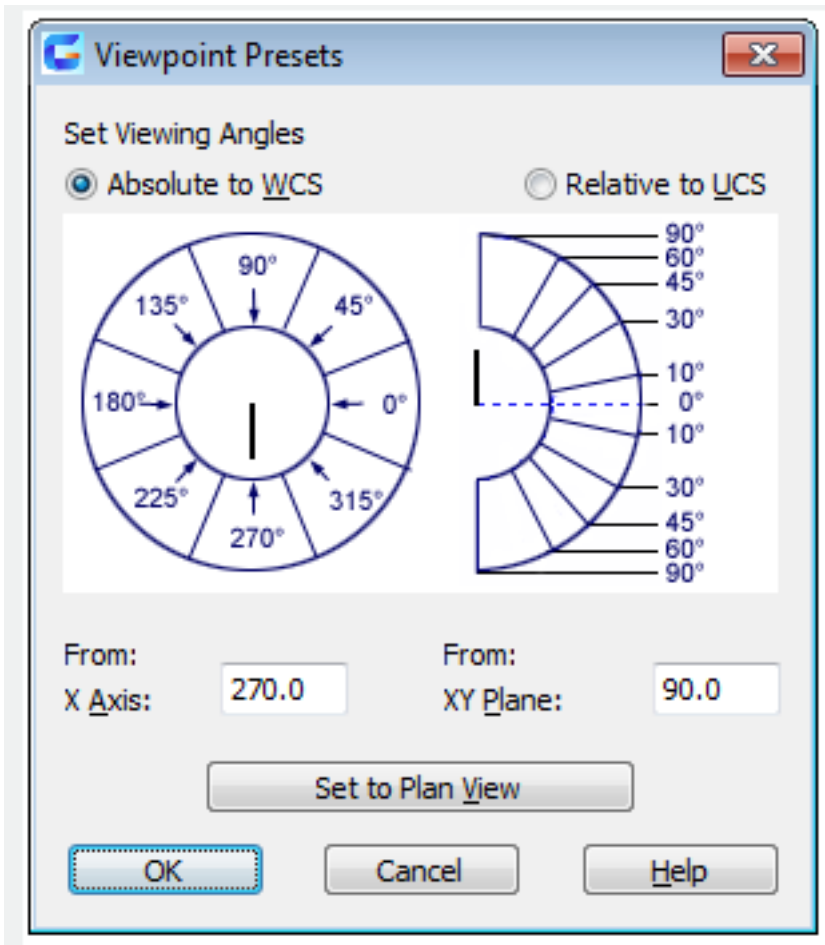 Viewpoint Presets
Set Viewing Angles
Absolute to WCS
Relative to UCS
90°
135°
45°
180°
0°
225°
315°
270°
90°
60°
45°
30°
10°
0°
10°
30°
45°
60°
90°
From:
X Axis:
270.0
From:
XY Plane:
90.0
Set to Plan View
OK
Cancel
Help